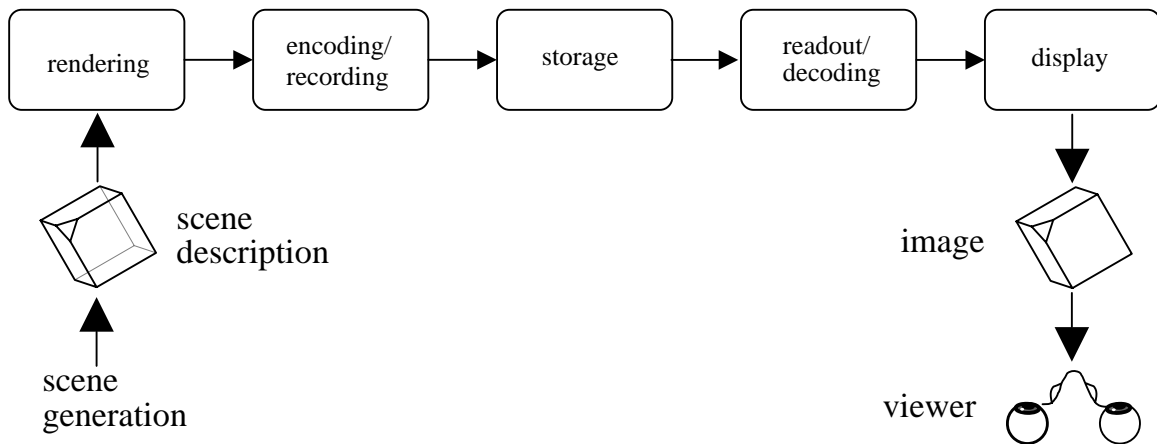 rendering
encoding/
recording
storage
readout/
decoding
display
scene
description
image
scene
generation
viewer